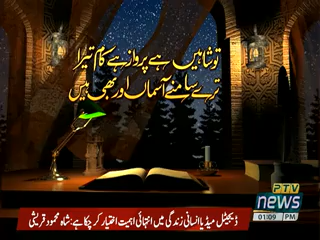 تو شاہیں ہے پرواز ہے کام تیرا
ترے سامنے آسماں اور بھی ہیں
PTV
news
01:09 PM
ڈیجیٹل میڈیا انسانی زندگی میں انتہائی اہمیت اختیار کر چکا ہے: شاہ محمود قریشی